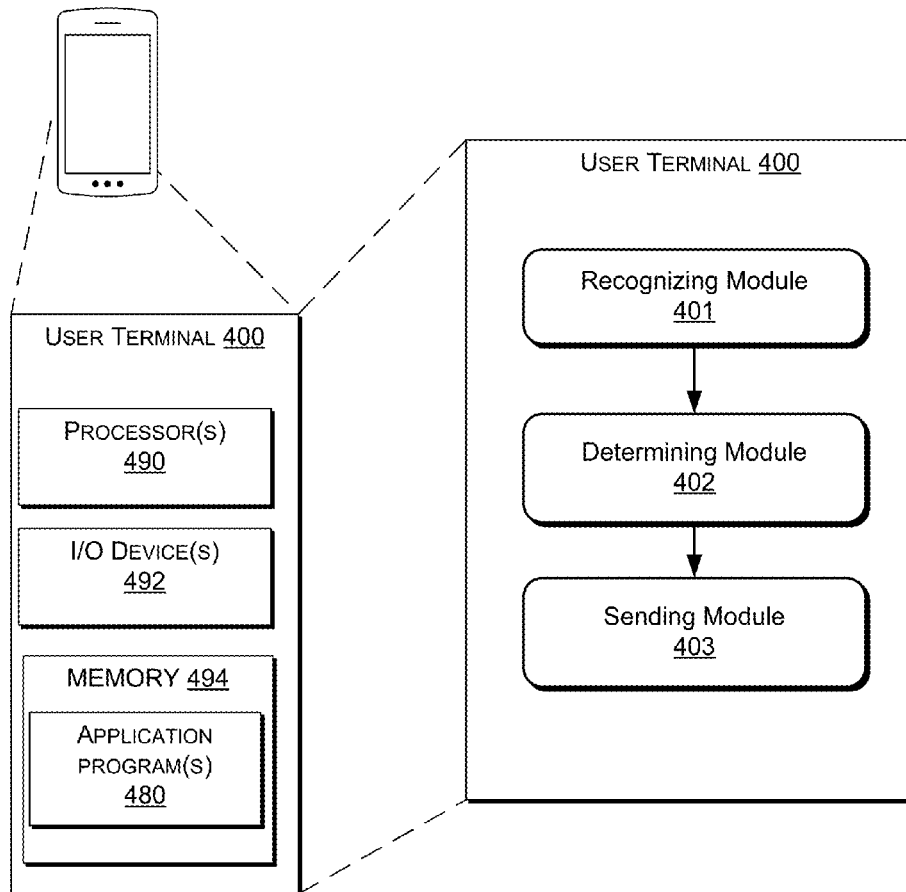 USER TERMINAL 400
PROCESSOR(S)
490
I/O DEVICE(S)
492
MEMORY 494
APPLICATION
PROGRAM(S)
480
USER TERMINAL 400
Recognizing Module
401
Determining Module
402
Sending Module
403